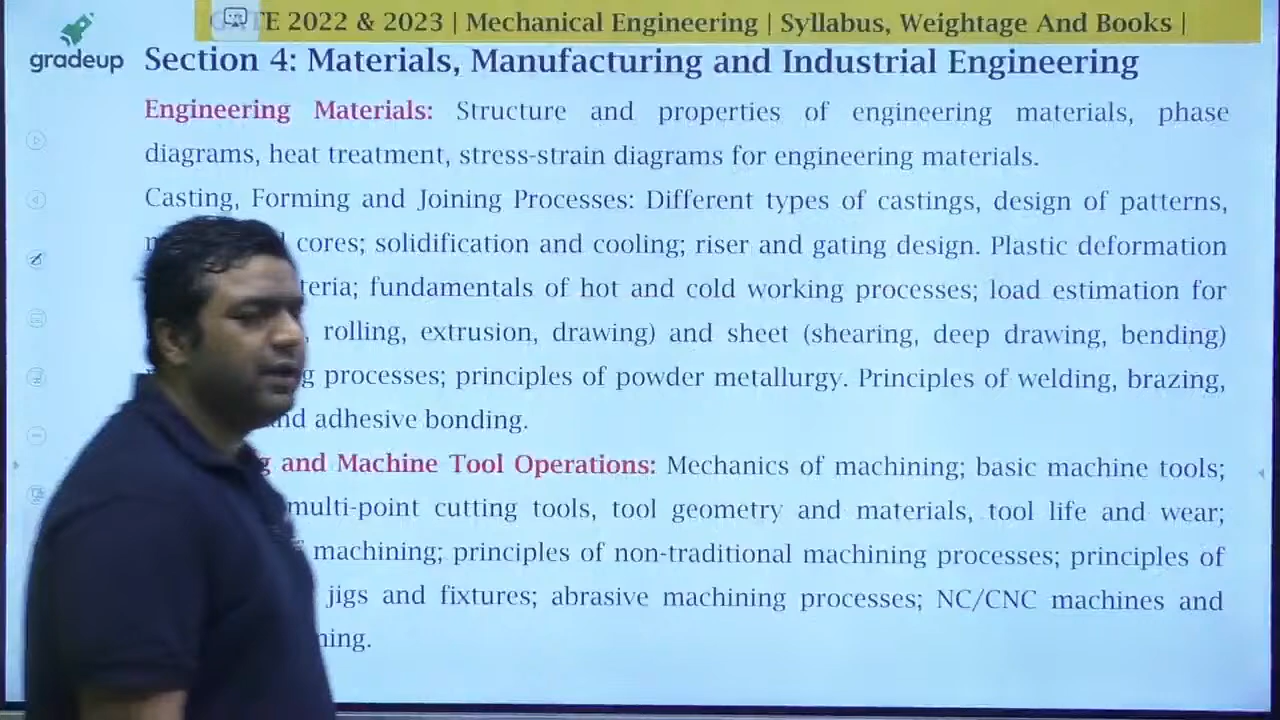 TE 2022 & 2023 | Mechanical Engineering | Syllabus, Weightage And Books |
gradeup
Section 4: Materials, Manufacturing and Industrial Engineering
Engineering Materials: Structure and properties of engineering materials, phase
diagrams, heat treatment, stress-strain diagrams for engineering materials.
Casting, Forming and Joining Processes: Different types of castings, design of patterns,
cores; solidification and cooling; riser and gating design. Plastic deformation
teria; fundamentals of hot and cold working processes; load estimation for
, rolling, extrusion, drawing) and sheet (shearing, deep drawing, bending)
g processes; principles of powder metallurgy. Principles of welding, brazing,
nd adhesive bonding.
g and Machine Tool Operations: Mechanics of machining; basic machine tools;
multi-point cutting tools, tool geometry and materials, tool life and wear;
machining; principles of non-traditional machining processes; principles of
jigs and fixtures; abrasive machining processes; NC/CNC machines and
ning.